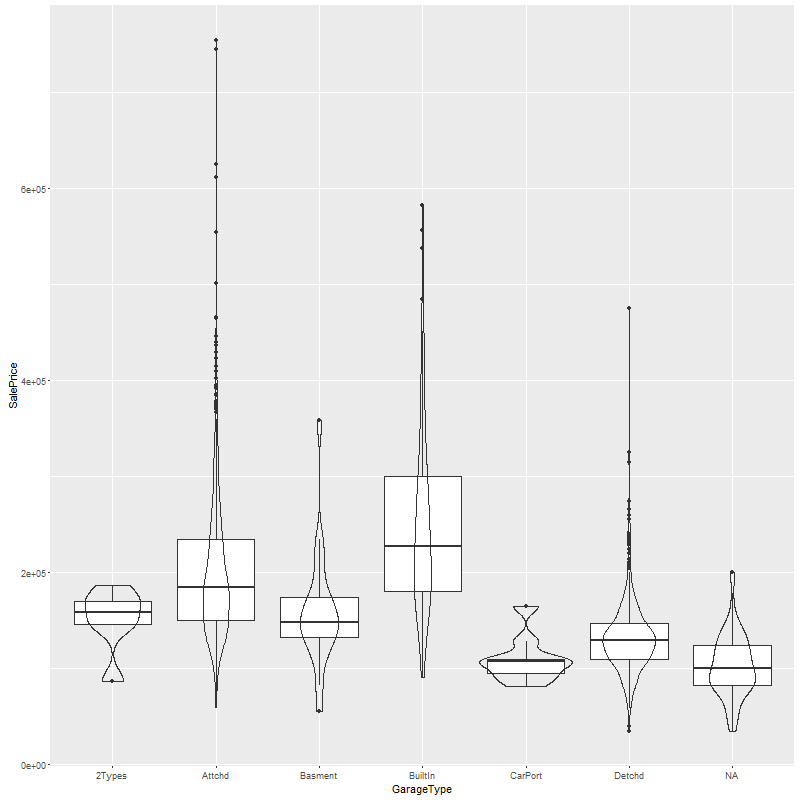 SalePrice
6e+05
4e+05
2e+05
0e+00
2Types Attchd Basment BuiltIn CarPort Detchd NA
GarageType